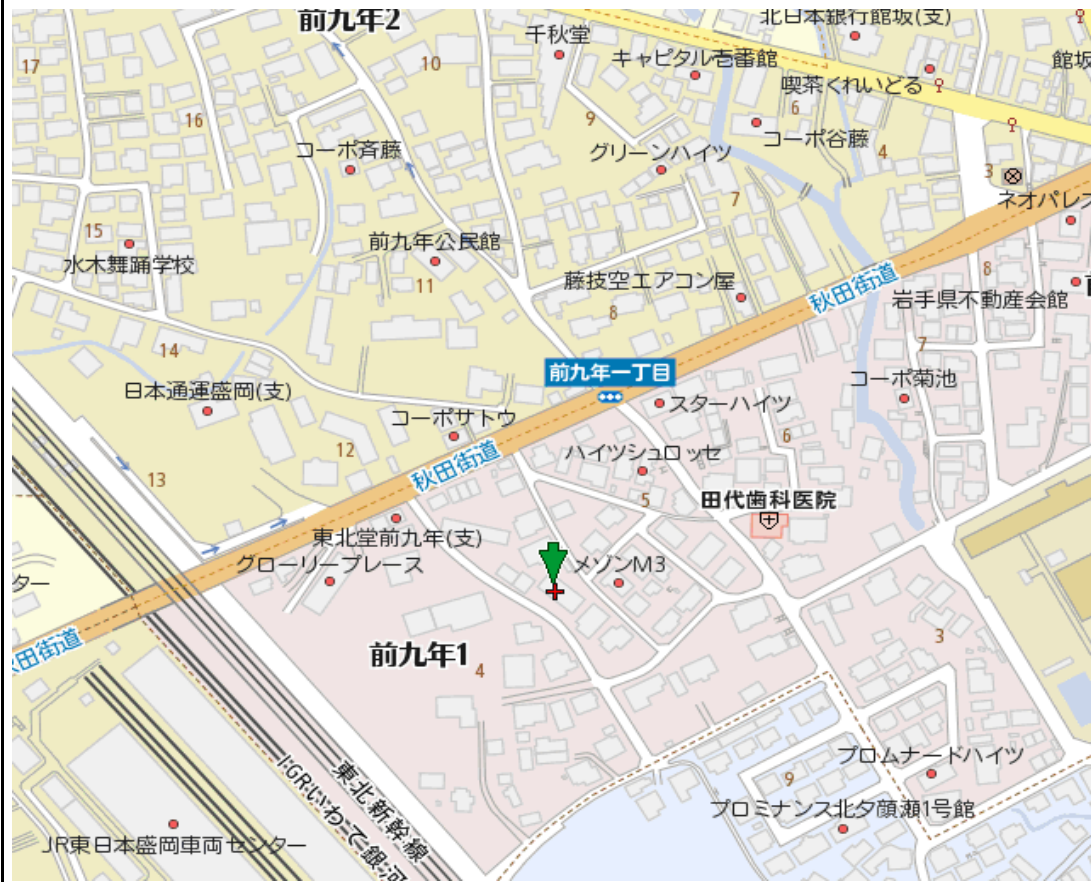 前九年2
北日本銀行館坂(支)
千秋堂
キャピタル壱番館
館坂
17
10
喫茶くれいどる
6
16
9
コーポ谷藤
コーポ斉藤
グリーンハイツ
4
3
7
ネオパレス
15
前九年公民館
水木舞踊学校
11
藤技空エアコン屋
8
秋田街道
岩手県不動産会館
8
14
7
前九年一丁目
日本通運盛岡(支)
コーポ菊池
スターハイツ
コーポサトウ
12
6
ハイツシュロッセ
秋田街道
13
5
田代歯科医院
東北堂前九年(支)
グローリープレース
メゾンM3
ター
秋田街道
前九年1
3
4
プロムナードハイツ
9
東北新幹線
IGRいわて銀河
プロミナンス北夕顔瀬1号館
JR東日本盛岡車両センター